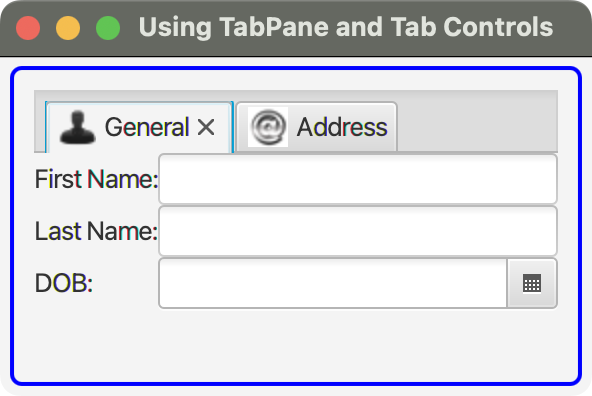 Using TabPane and Tab Controls
General Address
First Name:
Last Name:
DOB: